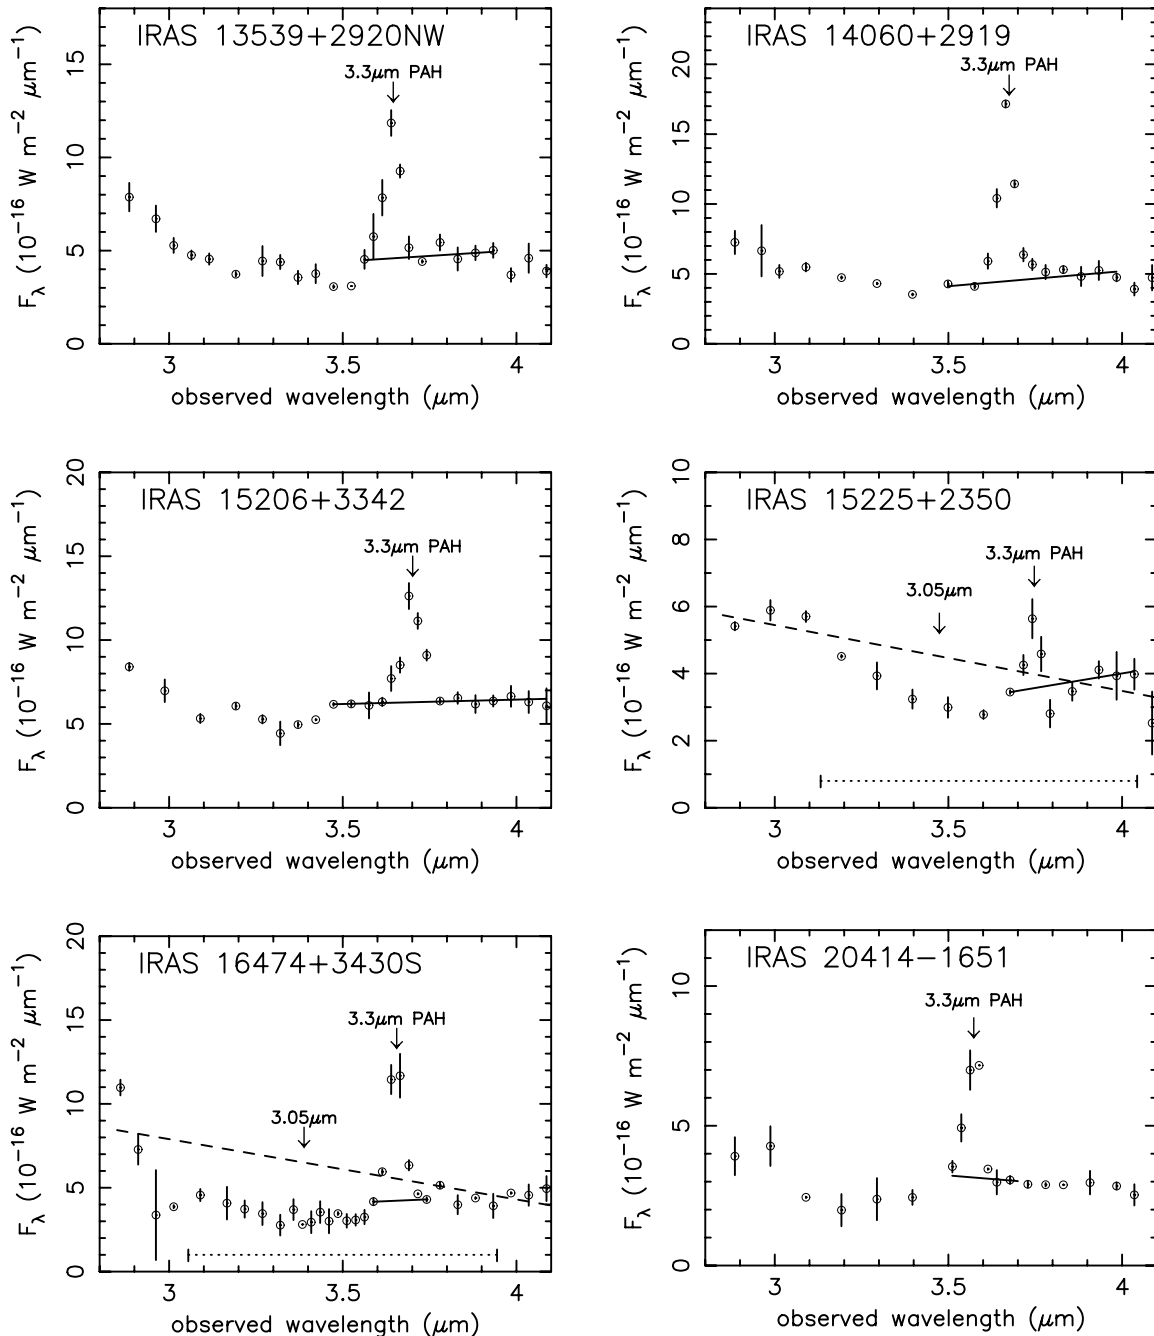 IRAS 13539+2920NW
3.3μm PAH
F_λ (10^−16 W m^−2 μm^−1)
0 5 10 15
3 3.5 4
observed wavelength (μm)
IRAS 14060+2919
3.3μm PAH
F_λ (10^−16 W m^−2 μm^−1)
0 5 10 15 20
3 3.5 4
observed wavelength (μm)
IRAS 15206+3342
3.3μm PAH
F_λ (10^−16 W m^−2 μm^−1)
0 5 10 15 20
3 3.5 4
observed wavelength (μm)
IRAS 15225+2350
3.3μm PAH
3.05μm
F_λ (10^−16 W m^−2 μm^−1)
0 2 4 6 8 10
3 3.5 4
observed wavelength (μm)
IRAS 16474+3430S
3.3μm PAH
3.05μm
F_λ (10^−16 W m^−2 μm^−1)
0 5 10 15 20
3 3.5 4
observed wavelength (μm)
IRAS 20414−1651
3.3μm PAH
F_λ (10^−16 W m^−2 μm^−1)
0 5 10
3 3.5 4
observed wavelength (μm)